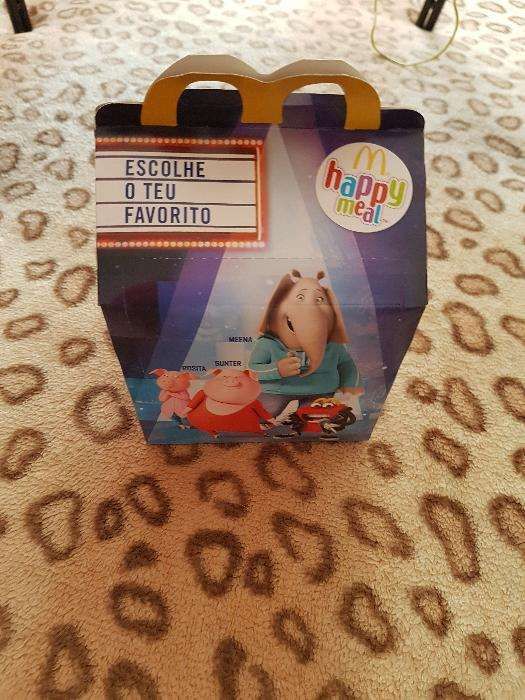 ESCOLHE
O TEU
FAVORITO
happy
meal
MEENA
GUNTER
ROSITA